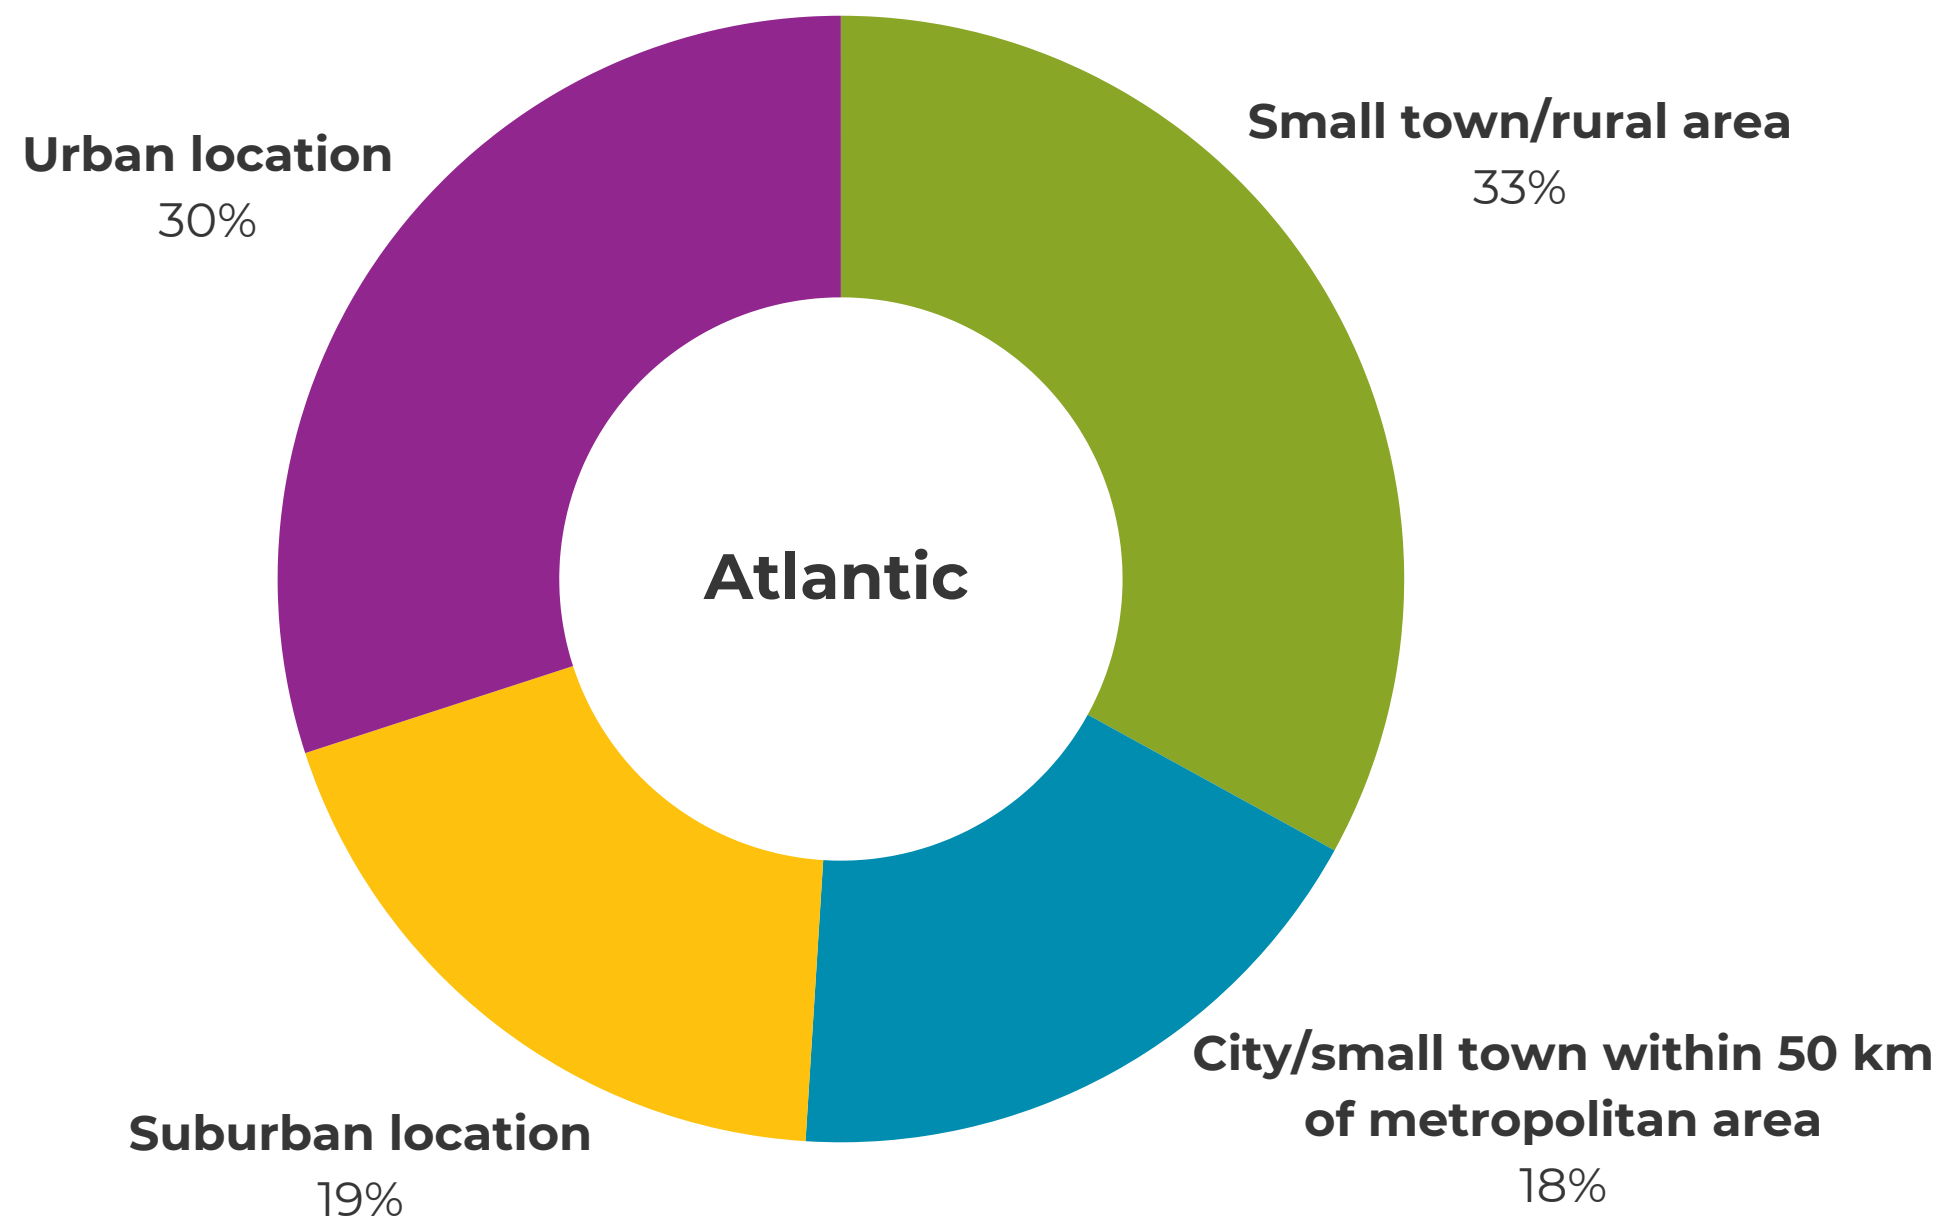 Small town/rural area
33%
Urban location
30%
Atlantic
City/small town within 50 km
of metropolitan area
18%
Suburban location
19%